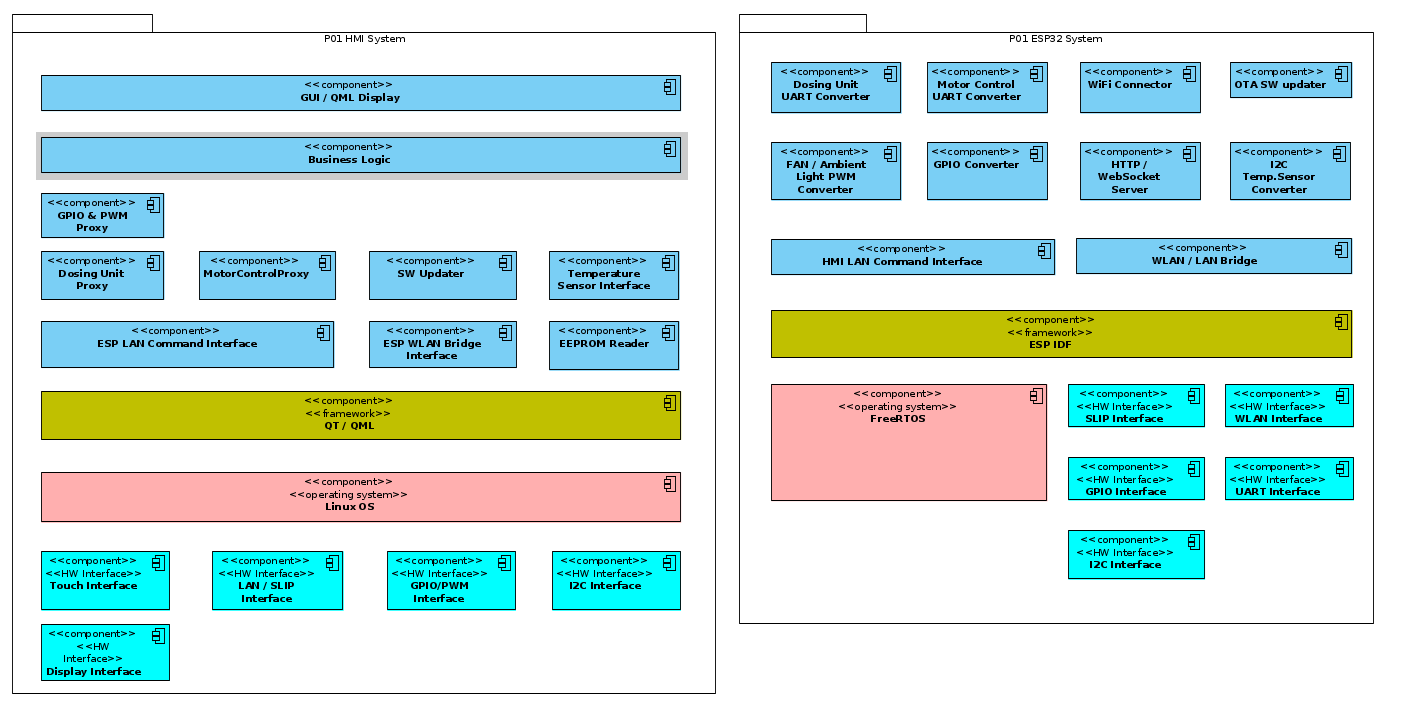 P01 HMI System
<<component>>
GUI / QML Display
<<component>>
Business Logic
<<component>>
GPIO & PWM
Proxy
<<component>>
Dosing Unit
Proxy
<<component>>
MotorControlProxy
<<component>>
SW Updater
<<component>>
Temperature
Sensor Interface
<<component>>
ESP LAN Command Interface
<<component>>
ESP WLAN Bridge
Interface
<<component>>
EEPROM Reader
<<component>>
<<framework>>
QT / QML
<<component>>
<<operating system>>
Linux OS
<<component>>
<<HW Interface>>
Touch Interface
<<component>>
<<HW Interface>>
LAN / SLIP
Interface
<<component>>
<<HW Interface>>
GPIO/PWM
Interface
<<component>>
<<HW Interface>>
I2C Interface
<<component>>
<<HW
Interface>>
Display Interface
P01 ESP32 System
<<component>>
Dosing Unit
UART Converter
<<component>>
Motor Control
UART Converter
<<component>>
WiFi Connector
<<component>>
OTA SW updater
<<component>>
FAN / Ambient
Light PWM
Converter
<<component>>
GPIO Converter
<<component>>
HTTP /
WebSocket
Server
<<component>>
I2C
Temp.Sensor
Converter
<<component>>
HMI LAN Command Interface
<<component>>
WLAN / LAN Bridge
<<component>>
<<framework>>
ESP IDF
<<component>>
<<operating system>>
FreeRTOS
<<component>>
<<HW Interface>>
SLIP Interface
<<component>>
<<HW Interface>>
WLAN Interface
<<component>>
<<HW Interface>>
GPIO Interface
<<component>>
<<HW Interface>>
UART Interface
<<component>>
<<HW Interface>>
I2C Interface